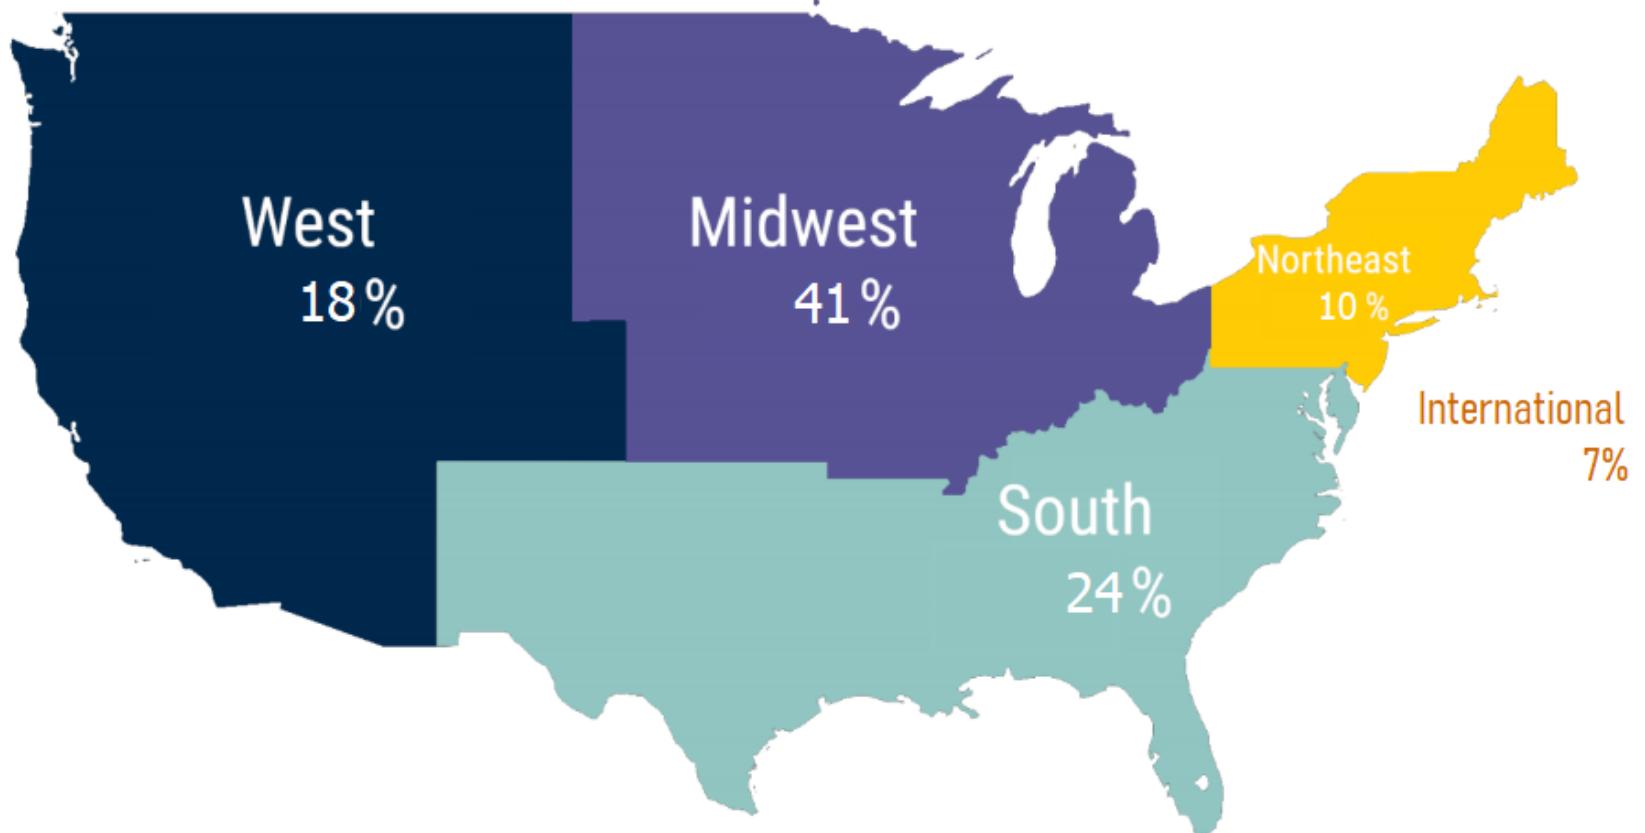 West
18%
Midwest
41%
Northeast
10 %
International
7%
South
24%